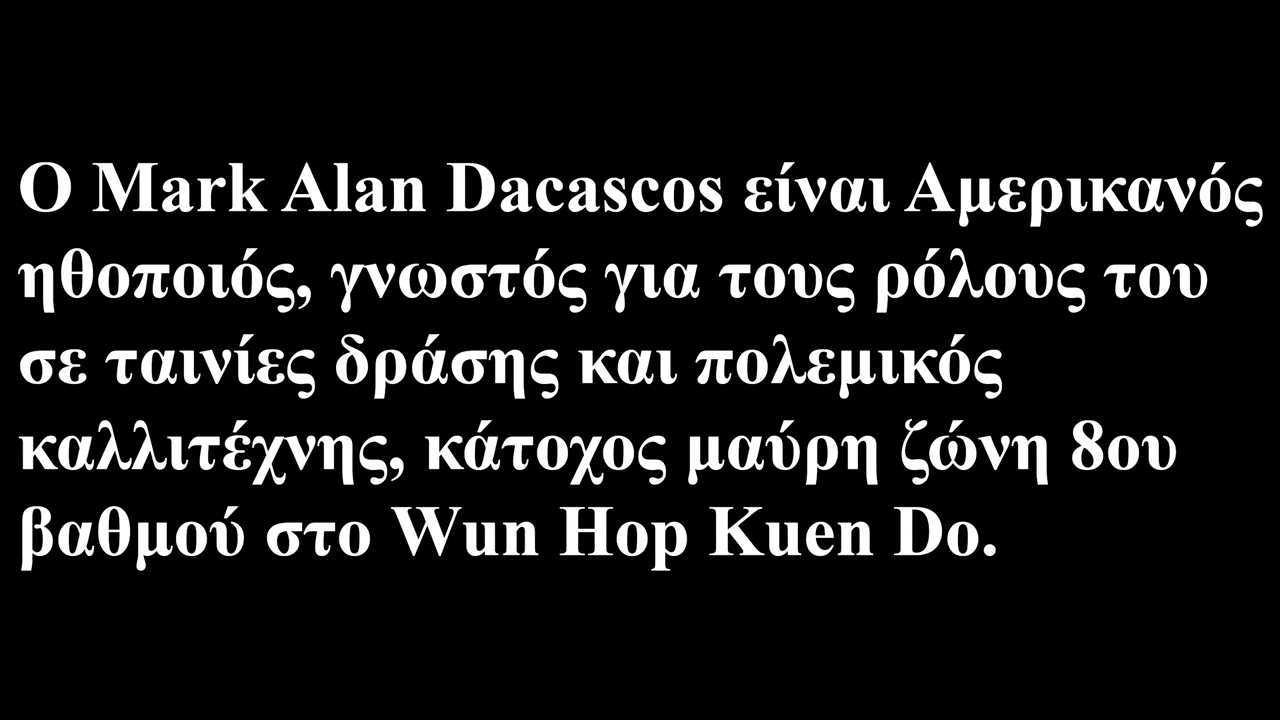 Ο Mark Alan Dacascos είναι Αμερικανός
ηθοποιός, γνωστός για τους ρόλους του
σε ταινίες δράσης και πολεμικός
καλλιτέχνης, κάτοχος μαύρη ζώνη 8ου
βαθμού στο Wun Hop Kuen Do.